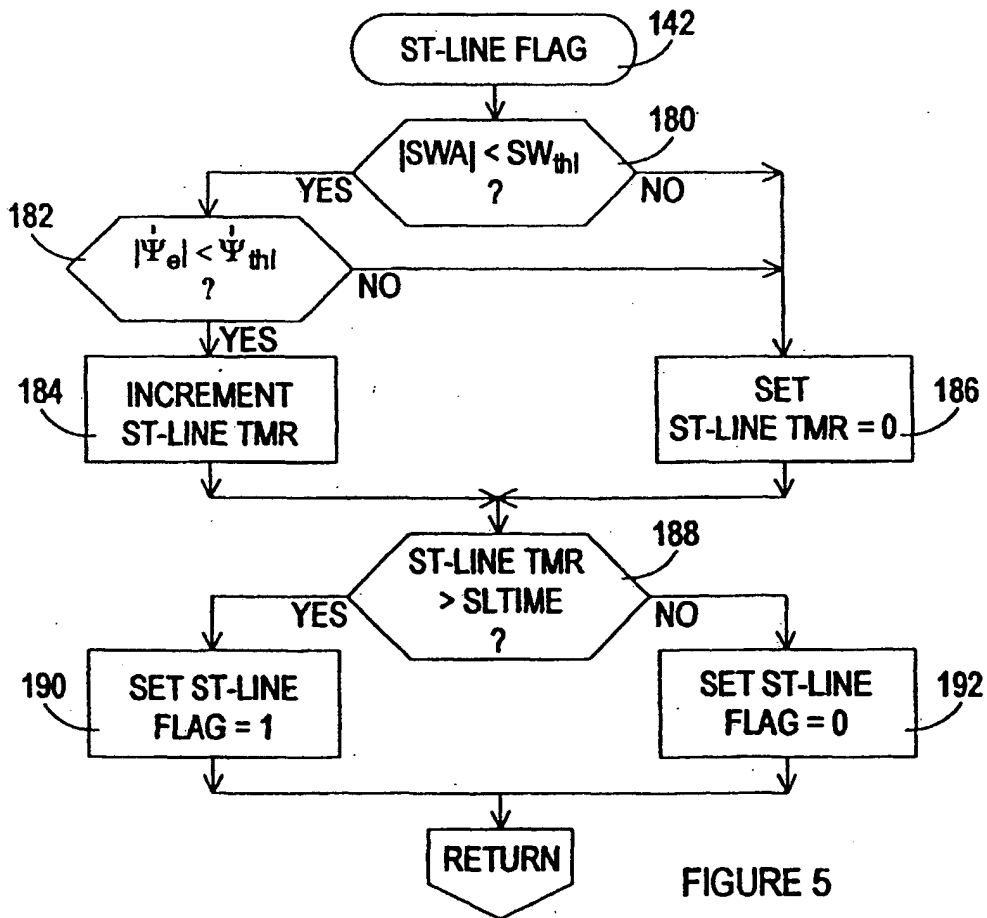 ST-LINE FLAG
142
|SWA| < SW_thl
?
180
YES
NO
182
|Ψ̇_e| < Ψ̇_thl
?
NO
YES
184
INCREMENT
ST-LINE TMR
SET
ST-LINE TMR = 0
186
ST-LINE TMR
> SLTIME
?
188
YES
NO
190
SET ST-LINE
FLAG = 1
SET ST-LINE
FLAG = 0
192
RETURN
FIGURE 5